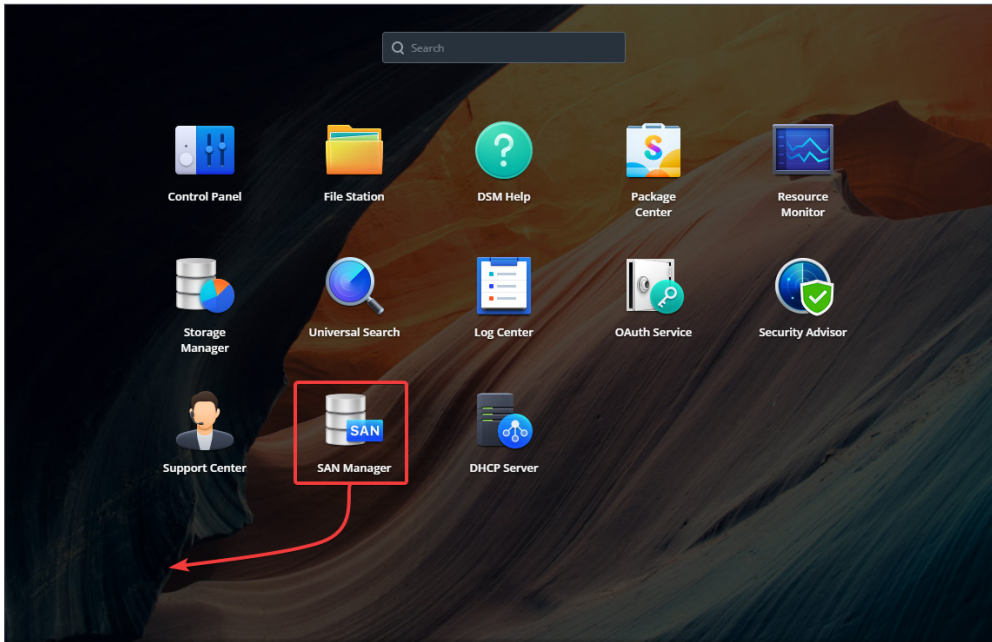 Search
Control Panel
File Station
DSM Help
Package
Center
Resource
Monitor
Storage
Manager
Universal Search
Log Center
OAuth Service
Security Advisor
Support Center
SAN
SAN Manager
DHCP Server